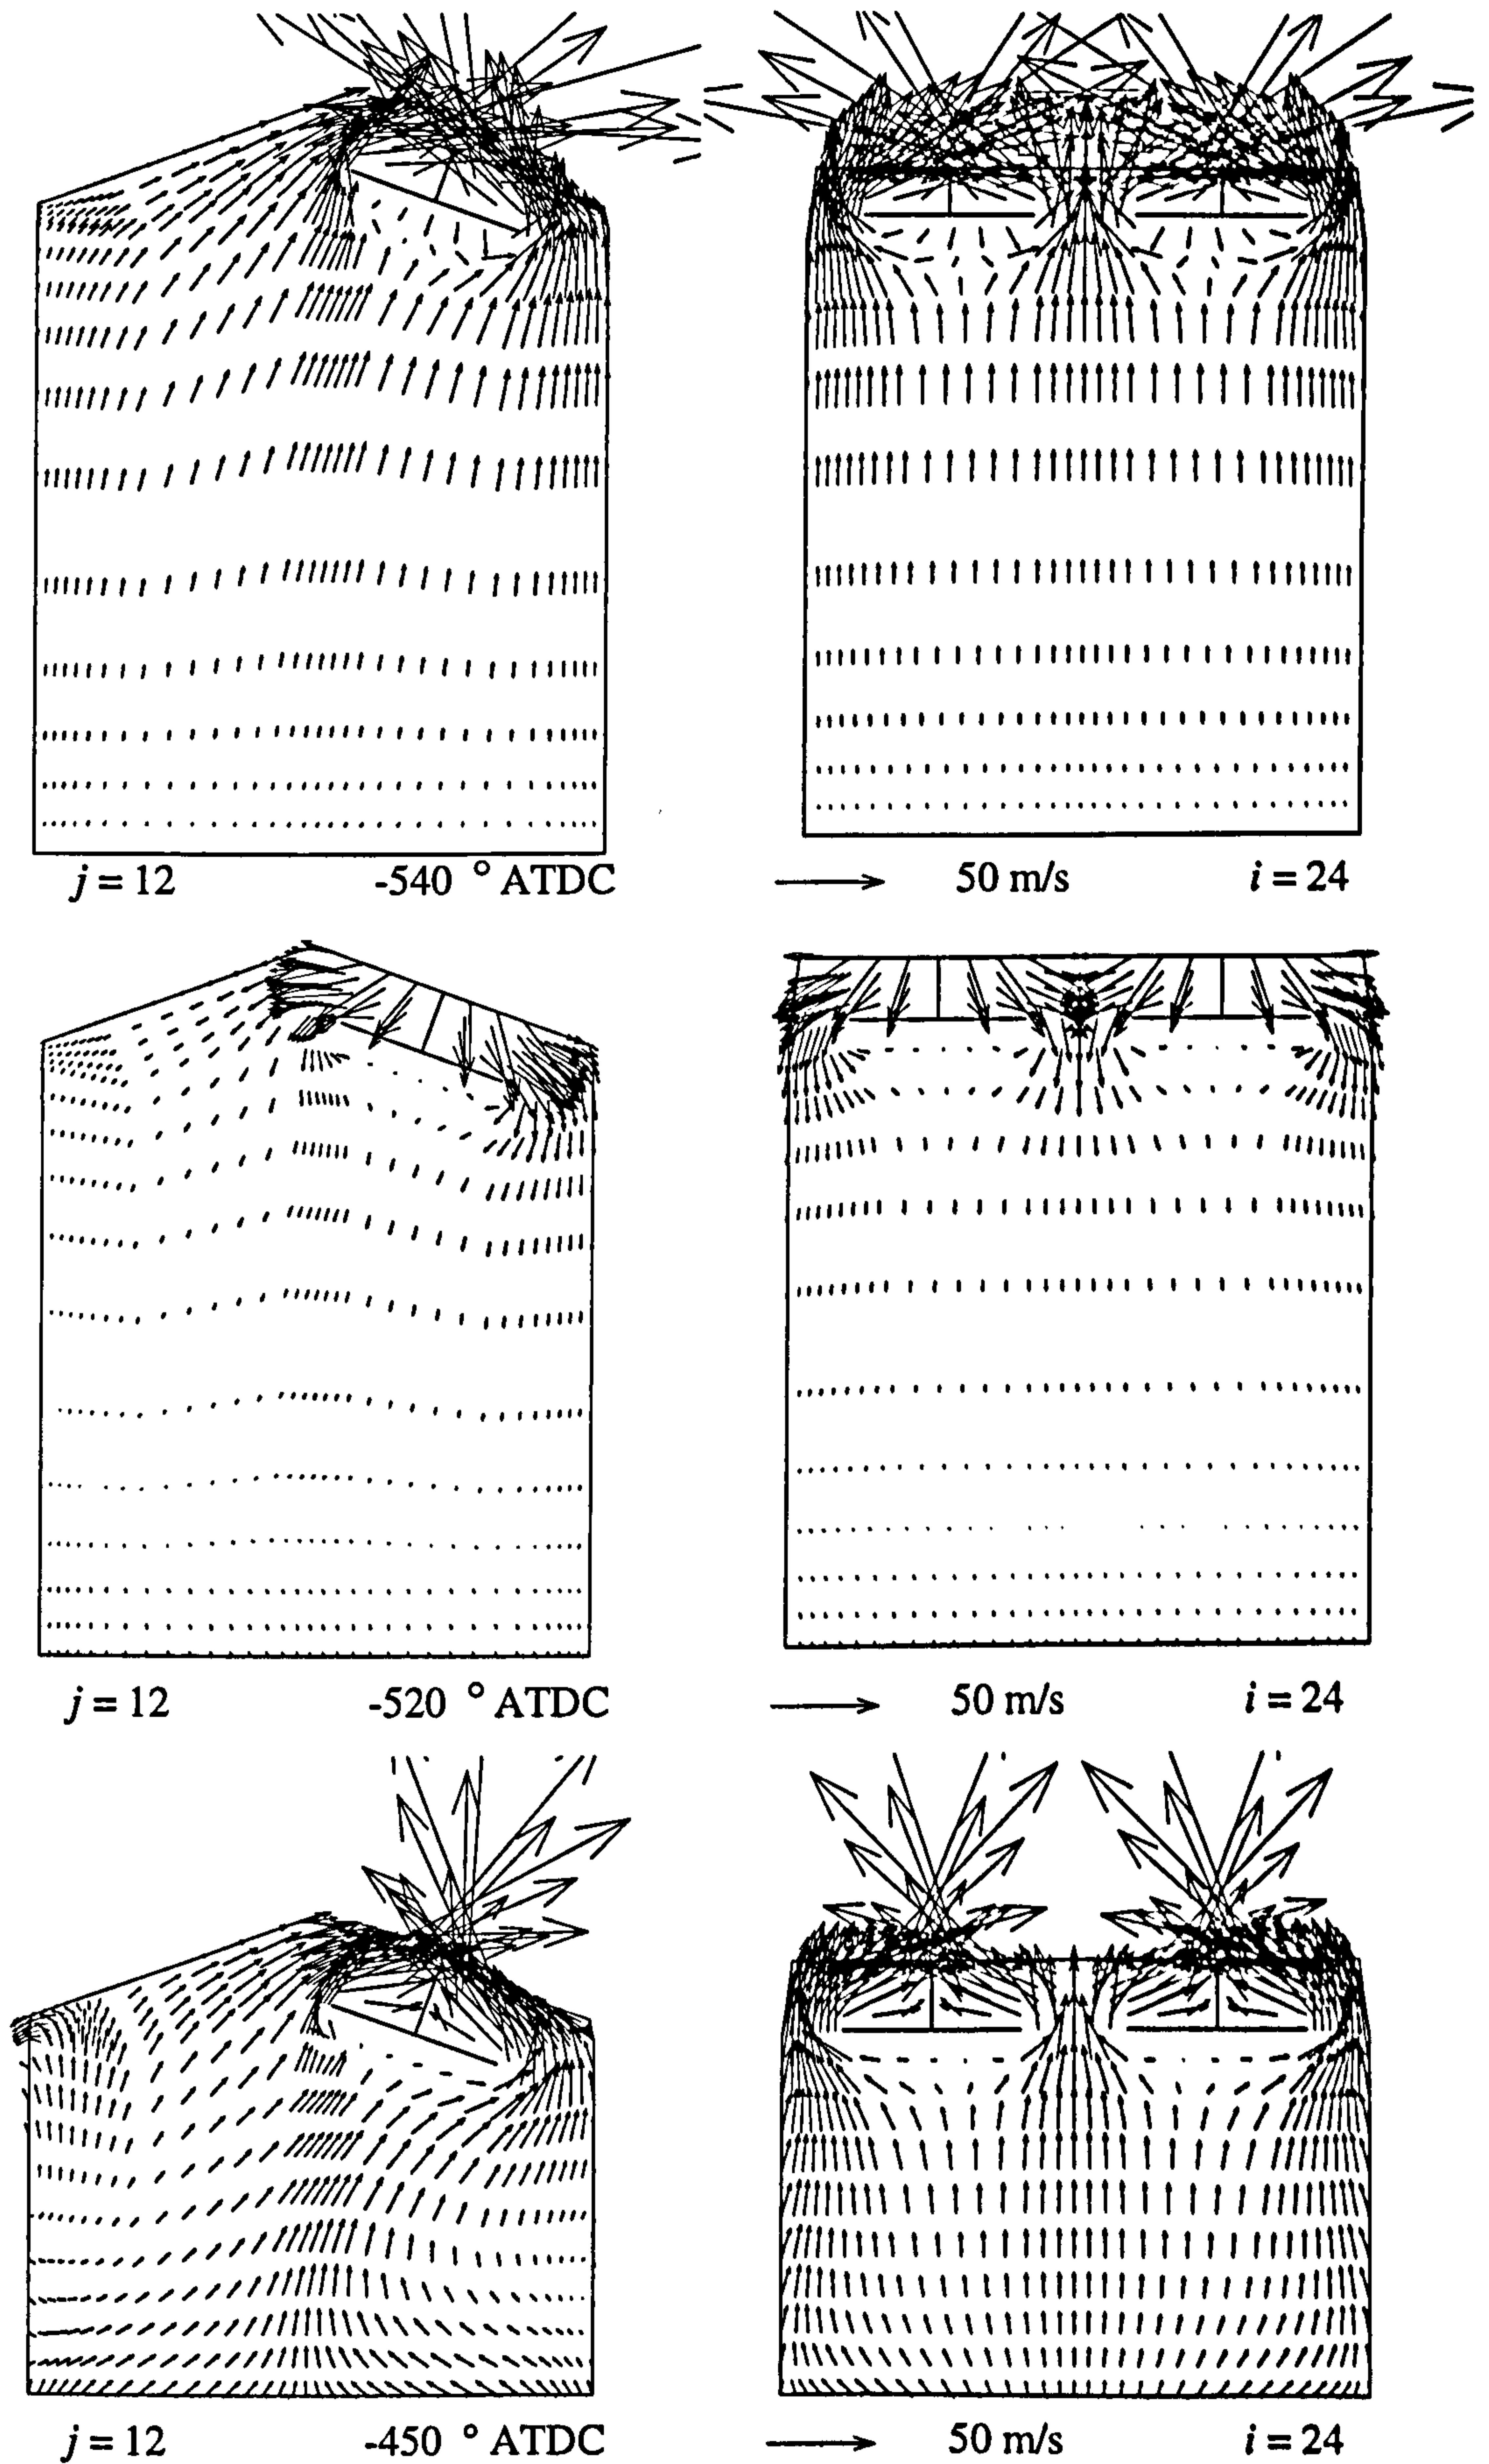 j = 12 -540 ° ATDC 50 m/s i = 24
j = 12 -520 ° ATDC 50 m/s i = 24
j = 12 -450 ° ATDC 50 m/s i = 24